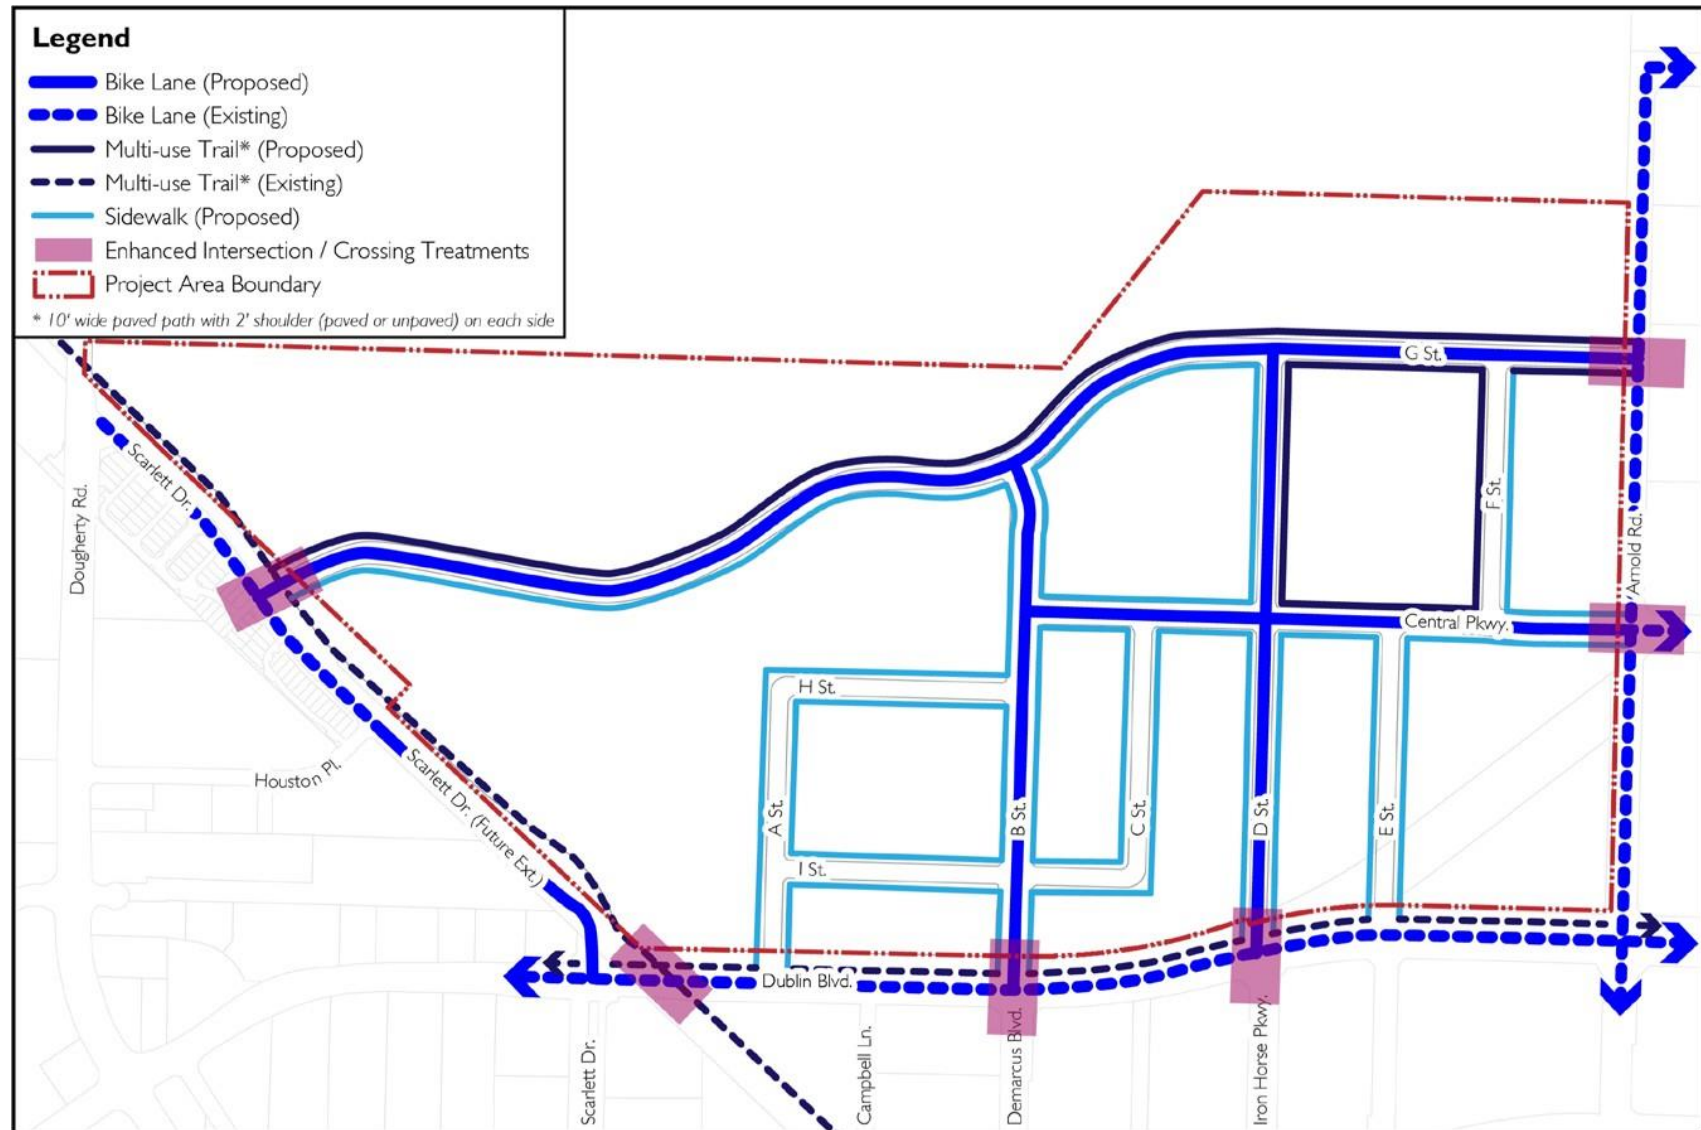 Legend
Bike Lane (Proposed)
Bike Lane (Existing)
Multi-use Trail* (Proposed)
Multi-use Trail* (Existing)
Sidewalk (Proposed)
Enhanced Intersection / Crossing Treatments
Project Area Boundary
* 10' wide paved path with 2' shoulder (paved or unpaved) on each side
G St.
Scarlett Dr.
Dougherty Rd.
F St.
Arnold Rd.
Central Pkwy.
H St.
Houston Pl.
Scarlett Dr. (Future Ext.)
A St.
B St.
C St.
D St.
E St.
I St.
Dublin Blvd.
Scarlett Dr.
Campbell Ln.
Demarcus Blvd.
Iron Horse Pkwy.